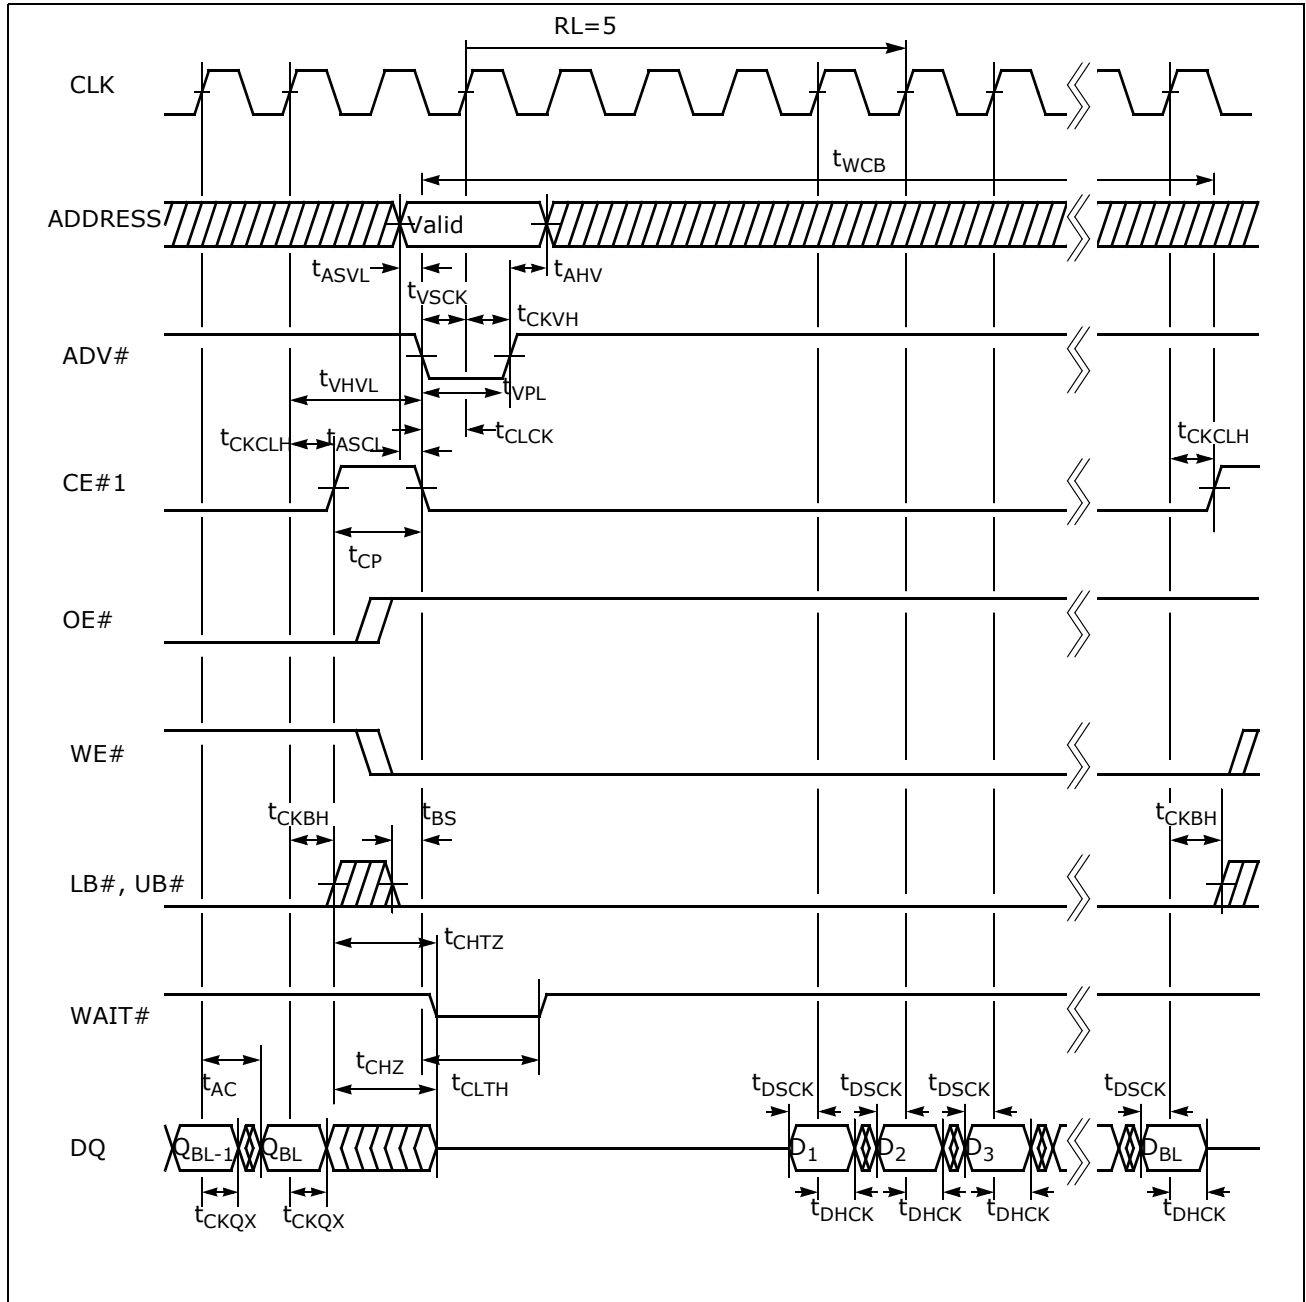 RL=5
CLK
tWCB
ADDRESS
Valid
tASVL
tAHV
tVSCK
tCKVH
ADV#
tVHVL
tVPL
tCKCLH
tASCL
tCLCK
tCKCLH
CE#1
tCP
OE#
WE#
tCKBH
tBS
tCKBH
LB#, UB#
tCHTZ
WAIT#
tAC
tCHZ
tCLTH
tDSCK
tDSCK
tDSCK
tDSCK
DQ
QBL-1
QBL
D1
D2
D3
DBL
tCKQX
tCKQX
tDHCK
tDHCK
tDHCK
tDHCK